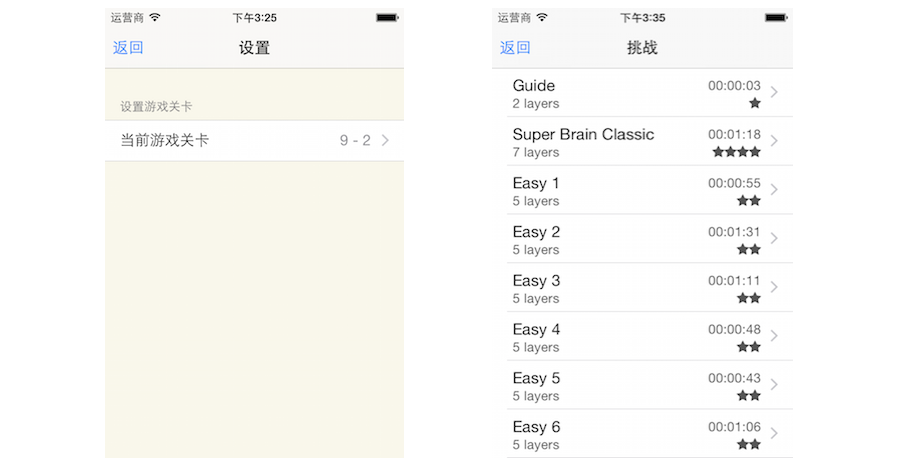 运营商 下午3:25
返回 设置
设置游戏关卡
当前游戏关卡 9 - 2
运营商 下午3:35
返回 挑战
Guide 00:00:03
2 layers
Super Brain Classic 00:01:18
7 layers
Easy 1 00:00:55
5 layers
Easy 2 00:01:31
5 layers
Easy 3 00:01:11
5 layers
Easy 4 00:00:48
5 layers
Easy 5 00:00:43
5 layers
Easy 6 00:01:06
5 layers